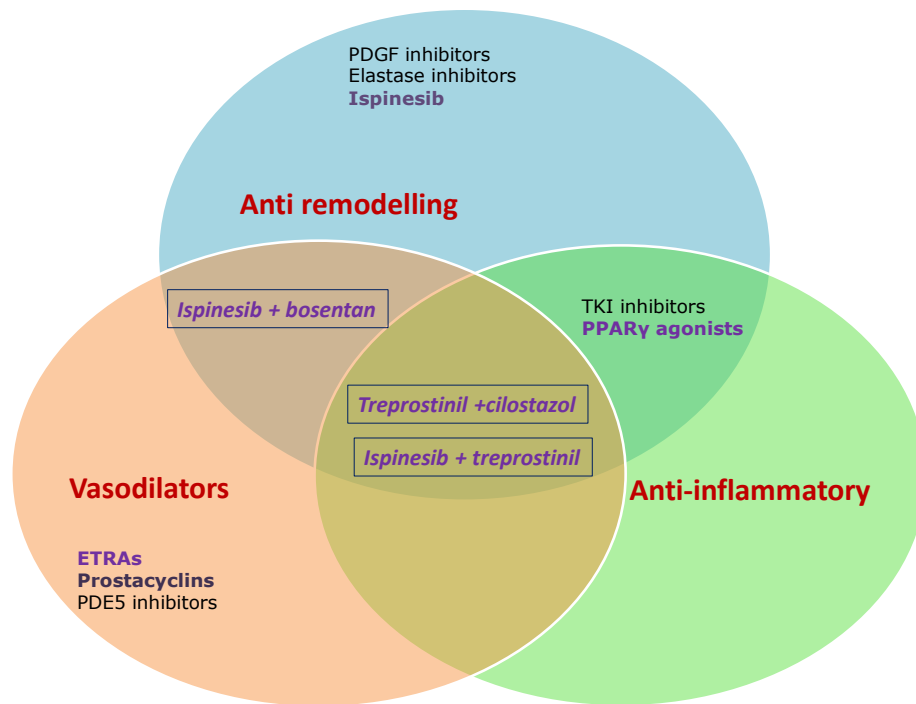 PDGF inhibitors
Elastase inhibitors
Ispinesib
Anti remodelling
Ispinesib + bosentan
TKI inhibitors
PPARγ agonists
Treprostinil +cilostazol
Ispinesib + treprostinil
Vasodilators
Anti-inflammatory
ETRAs
Prostacyclins
PDE5 inhibitors